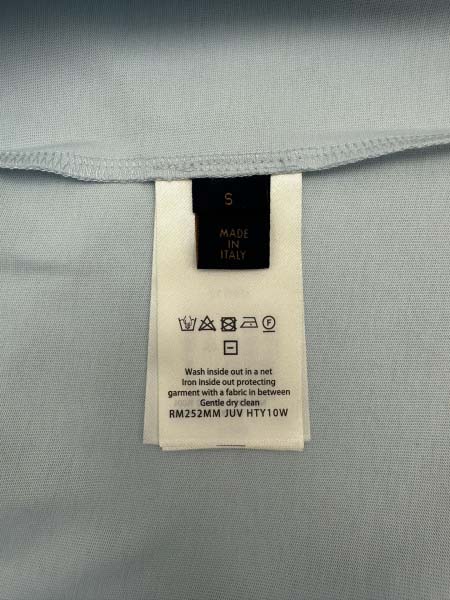 S
MADE
IN
ITALY
Wash inside out in a net
Iron inside out protecting
garment with a fabric in between
Gentle dry clean
RM252MM JUV HTY10W